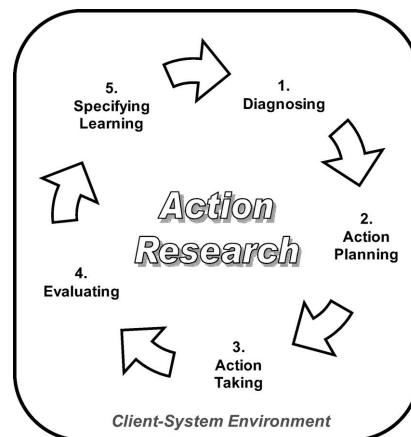 1.
Diagnosing
2.
Action
Planning
3.
Action
Taking
4.
Evaluating
5.
Specifying
Learning
Action
Research
Client-System Environment